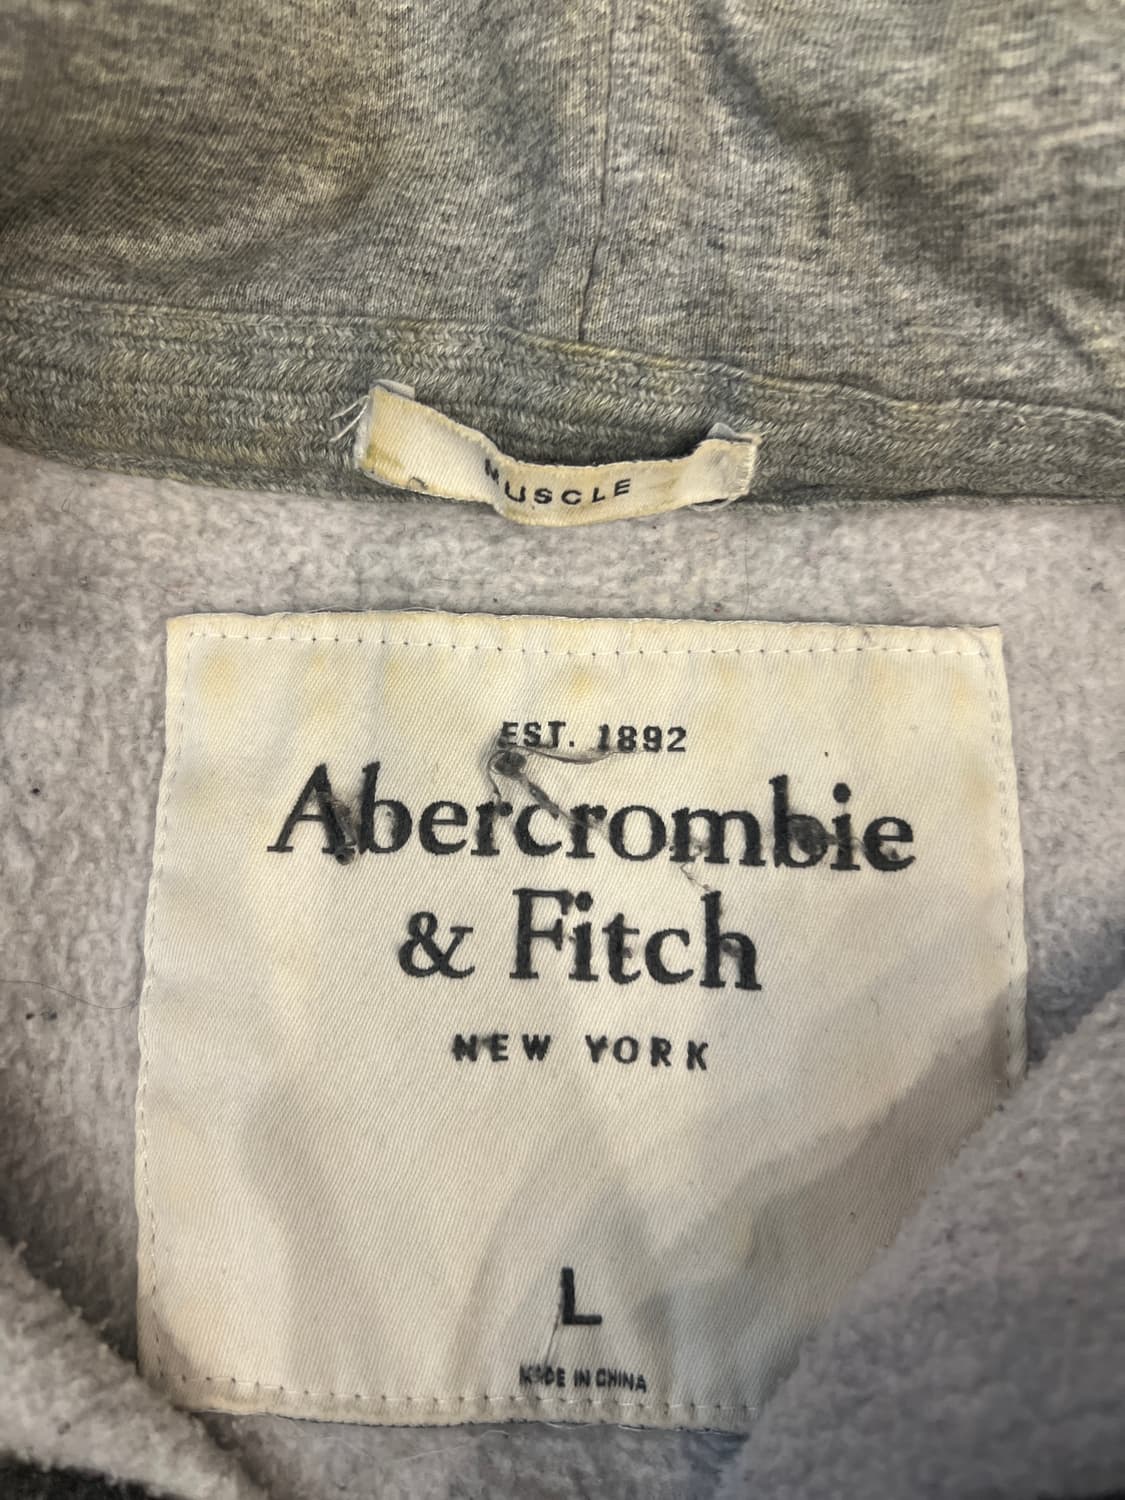 MUSCLE
EST. 1892
Abercrombie
& Fitch
NEW YORK
L
MADE IN CHINA